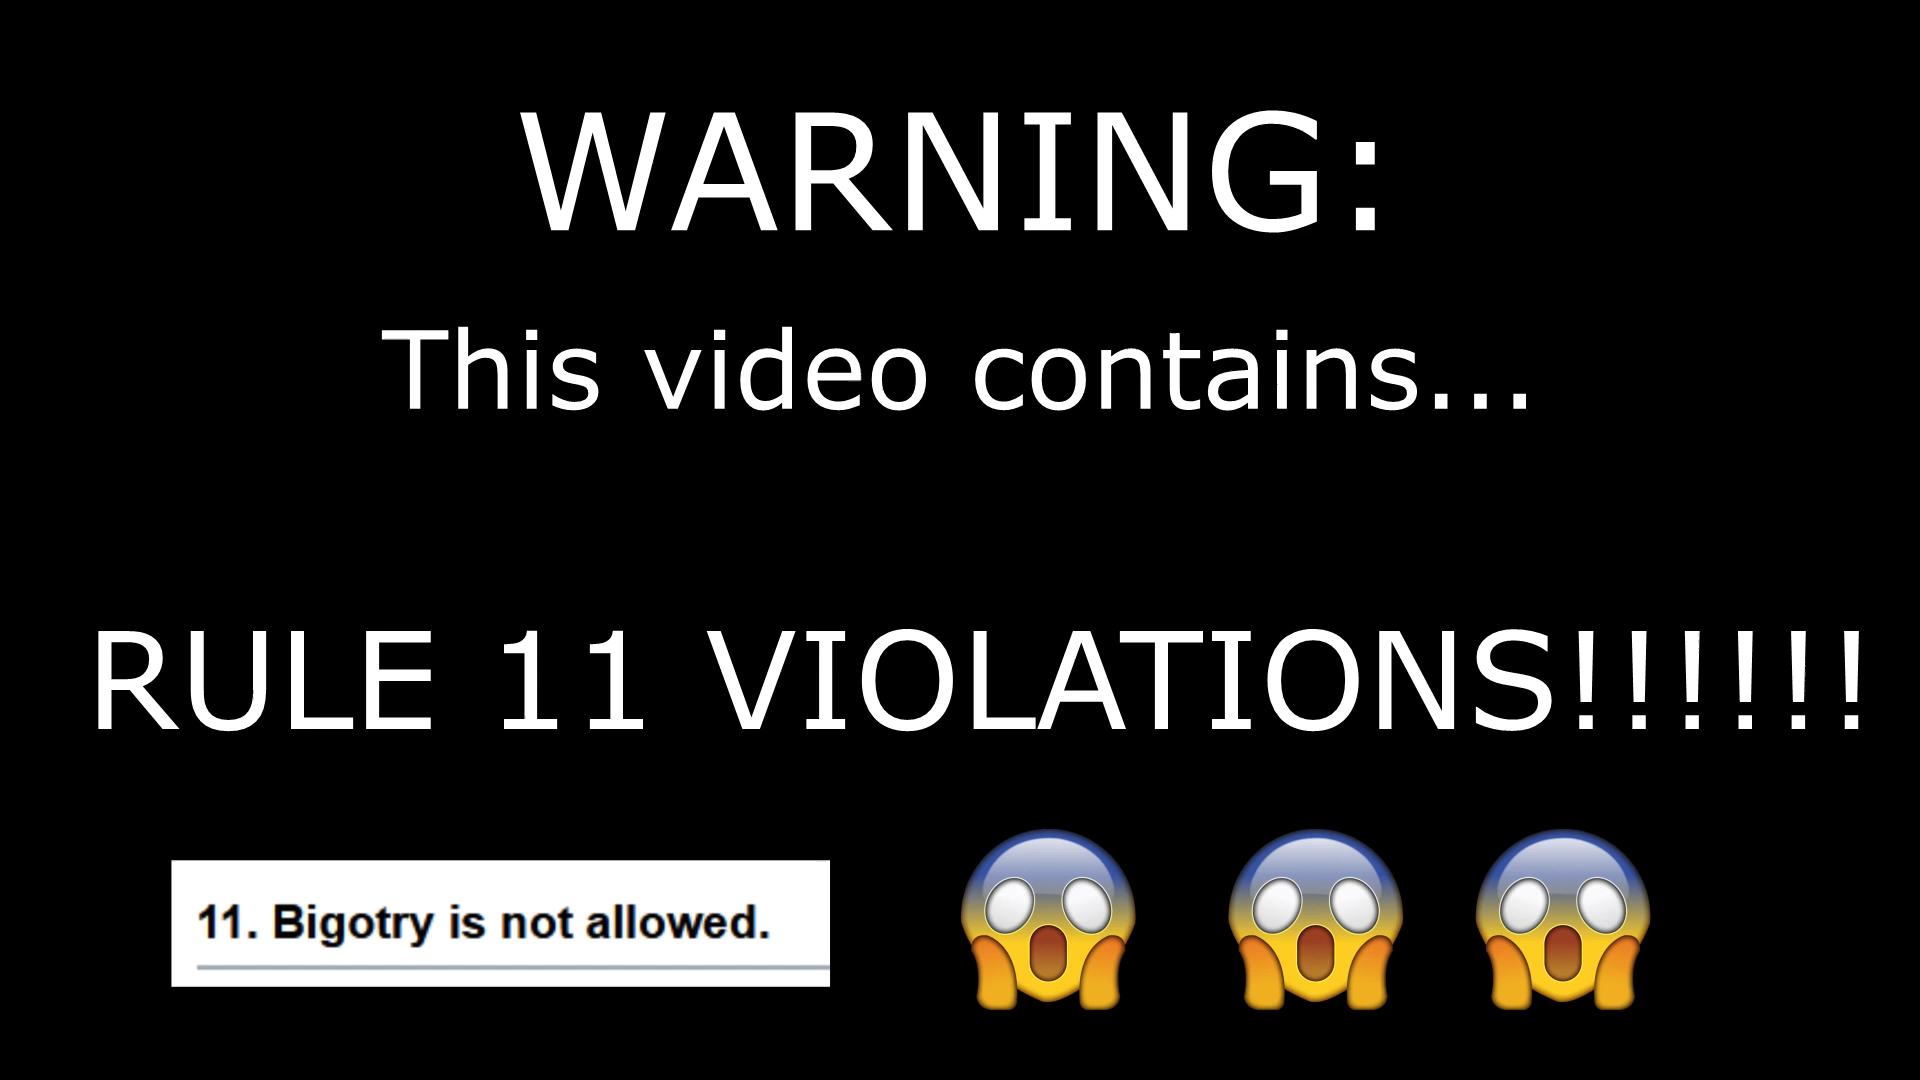 WARNING:
This video contains...
RULE 11 VIOLATIONS!!!!!!
11. Bigotry is not allowed.